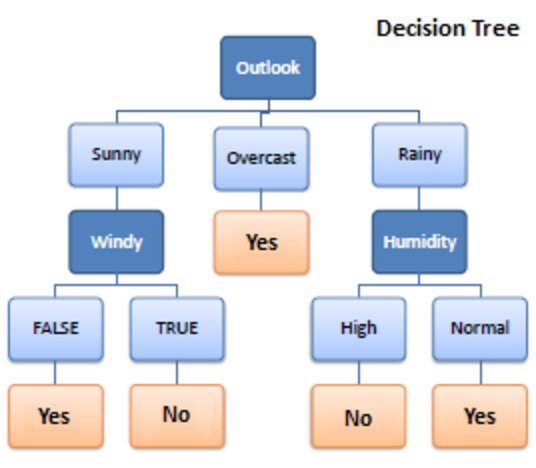 Decision Tree
Outlook
Sunny
Overcast
Rainy
Windy
Yes
Humidity
FALSE
TRUE
High
Normal
Yes
No
No
Yes